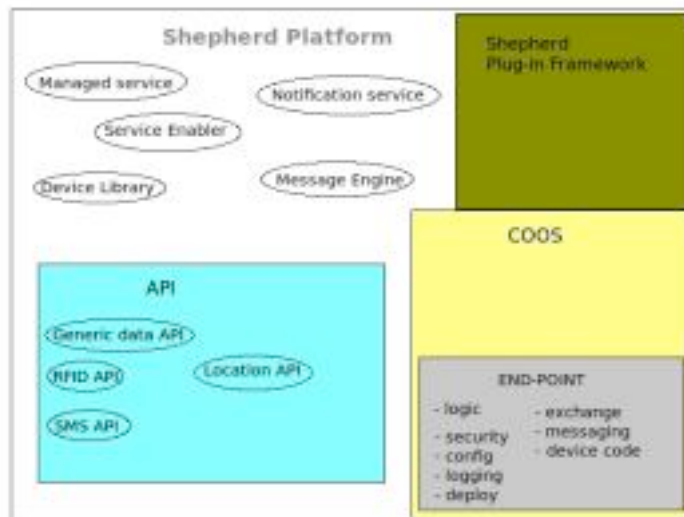 Shepherd Platform
Managed service
Notification service
Service Enabler
Device Library
Message Engine
Shepherd
Plug-in Framework
API
Generic data API
RFID API
Location API
SMS API
COOS
END-POINT
- logic
- security
- config
- logging
- deploy
- exchange
- messaging
- device code